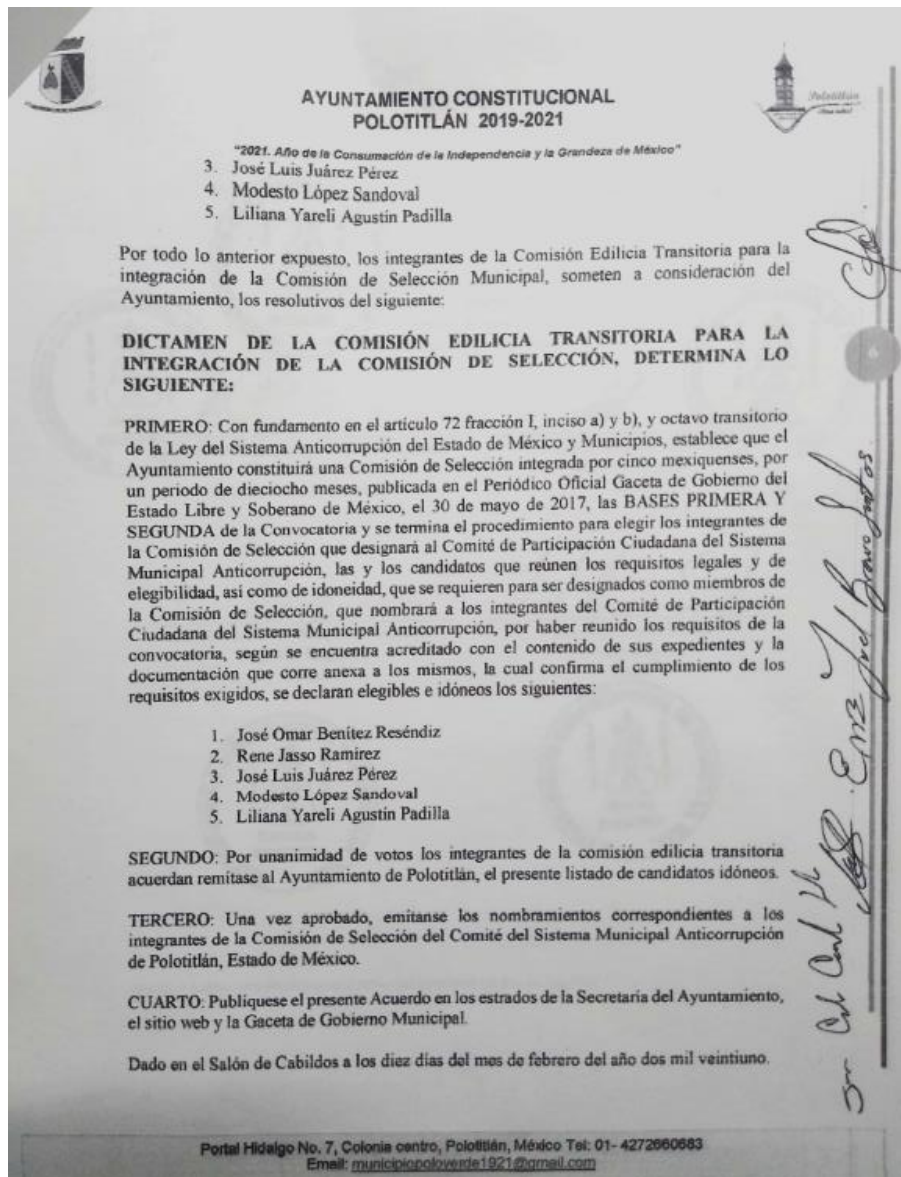 Polotitlán
AYUNTAMIENTO CONSTITUCIONAL
POLOTITLÁN 2019-2021
"2021. Año de la Consumación de la Independencia y la Grandeza de México"
3. José Luis Juárez Pérez
4. Modesto López Sandoval
5. Liliana Yareli Agustín Padilla
Por todo lo anterior expuesto, los integrantes de la Comisión Edilicia Transitoria para la
integración de la Comisión de Selección Municipal, someten a consideración del
Ayuntamiento, los resolutivos del siguiente:
DICTAMEN DE LA COMISIÓN EDILICIA TRANSITORIA PARA LA
INTEGRACIÓN DE LA COMISIÓN DE SELECCIÓN, DETERMINA LO
SIGUIENTE:
PRIMERO: Con fundamento en el artículo 72 fracción I, inciso a) y b), y octavo transitorio
de la Ley del Sistema Anticorrupción del Estado de México y Municipios, establece que el
Ayuntamiento constituirá una Comisión de Selección integrada por cinco mexiquenses, por
un periodo de dieciocho meses, publicada en el Periódico Oficial Gaceta de Gobierno del
Estado Libre y Soberano de México, el 30 de mayo de 2017, las BASES PRIMERA Y
SEGUNDA de la Convocatoria y se termina el procedimiento para elegir los integrantes de
la Comisión de Selección que designará al Comité de Participación Ciudadana del Sistema
Municipal Anticorrupción, las y los candidatos que reúnen los requisitos legales y de
elegibilidad, así como de idoneidad, que se requieren para ser designados como miembros de
la Comisión de Selección, que nombrará a los integrantes del Comité de Participación
Ciudadana del Sistema Municipal Anticorrupción, por haber reunido los requisitos de la
convocatoria, según se encuentra acreditado con el contenido de sus expedientes y la
documentación que corre anexa a los mismos, la cual confirma el cumplimiento de los
requisitos exigidos, se declaran elegibles e idóneos los siguientes:
1. José Omar Benítez Reséndiz
2. Rene Jasso Ramirez
3. José Luis Juárez Pérez
4. Modesto López Sandoval
5. Liliana Yareli Agustín Padilla
SEGUNDO: Por unanimidad de votos los integrantes de la comisión edilicia transitoria
acuerdan remítase al Ayuntamiento de Polotitlán, el presente listado de candidatos idóneos.
TERCERO: Una vez aprobado, emítanse los nombramientos correspondientes a los
integrantes de la Comisión de Selección del Comité del Sistema Municipal Anticorrupción
de Polotitlán, Estado de México.
CUARTO: Publíquese el presente Acuerdo en los estrados de la Secretaría del Ayuntamiento,
el sitio web y la Gaceta de Gobierno Municipal.
Dado en el Salón de Cabildos a los diez días del mes de febrero del año dos mil veintiuno.
Portal Hidalgo No. 7, Colonia centro, Polotitlán, México Tel: 01- 4272660683
Email: municipiopoloverde1921@gmail.com